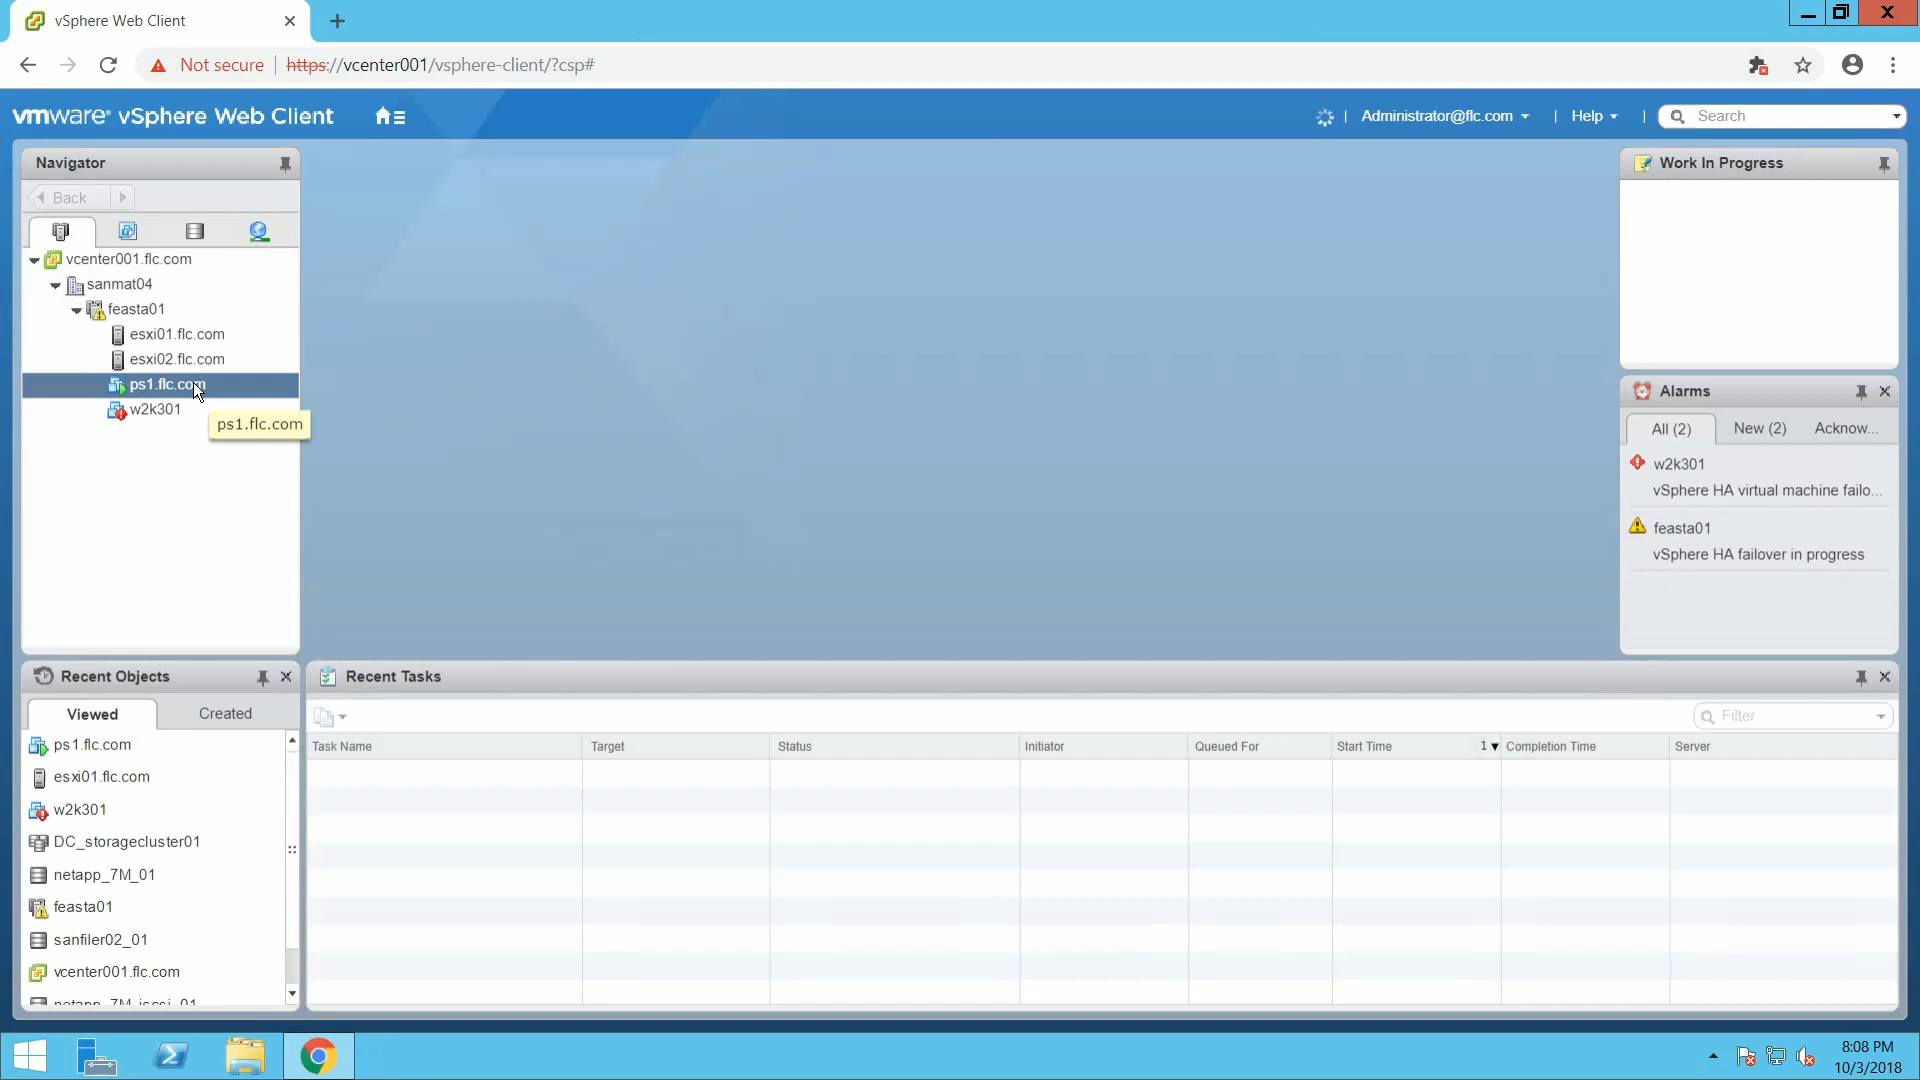 vSphere Web Client
Not secure
https://vcenter001/vsphere-client/?csp#
vmware® vSphere Web Client
Administrator@flc.com
Help
Search
Navigator
Back
vcenter001.flc.com
sanmat04
feasta01
esxi01.flc.com
esxi02.flc.com
ps1.flc.com
w2k301
ps1.flc.com
Work In Progress
Alarms
All (2)
New (2)
Acknow...
w2k301
vSphere HA virtual machine failo...
feasta01
vSphere HA failover in progress
Recent Objects
Viewed
Created
ps1.flc.com
esxi01.flc.com
w2k301
DC_storagecluster01
netapp_7M_01
feasta01
sanfiler02_01
vcenter001.flc.com
netapp_7M_iscsi_01
Recent Tasks
Filter
Task Name
Target
Status
Initiator
Queued For
Start Time
1
Completion Time
Server
8:08 PM
10/3/2018